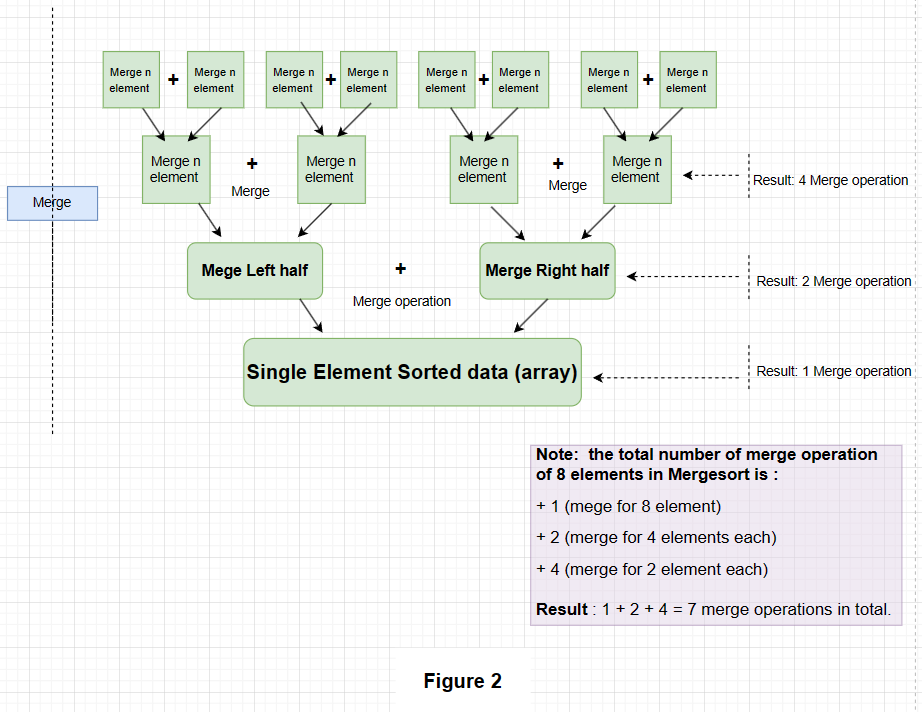 Merge n element + Merge n element
Merge n element + Merge n element
Merge n element + Merge n element
Merge n element + Merge n element
Merge n
element
+
Merge
Merge n
element
Merge n
element
+
Merge
Merge n
element
Result: 4 Merge operation
Merge
Mege Left half
+
Merge operation
Merge Right half
Result: 2 Merge operation
Single Element Sorted data (array)
Result: 1 Merge operation
Note: the total number of merge operation
of 8 elements in Mergesort is :
+ 1 (mege for 8 element)
+ 2 (merge for 4 elements each)
+ 4 (merge for 2 element each)
Result : 1 + 2 + 4 = 7 merge operations in total.
Figure 2